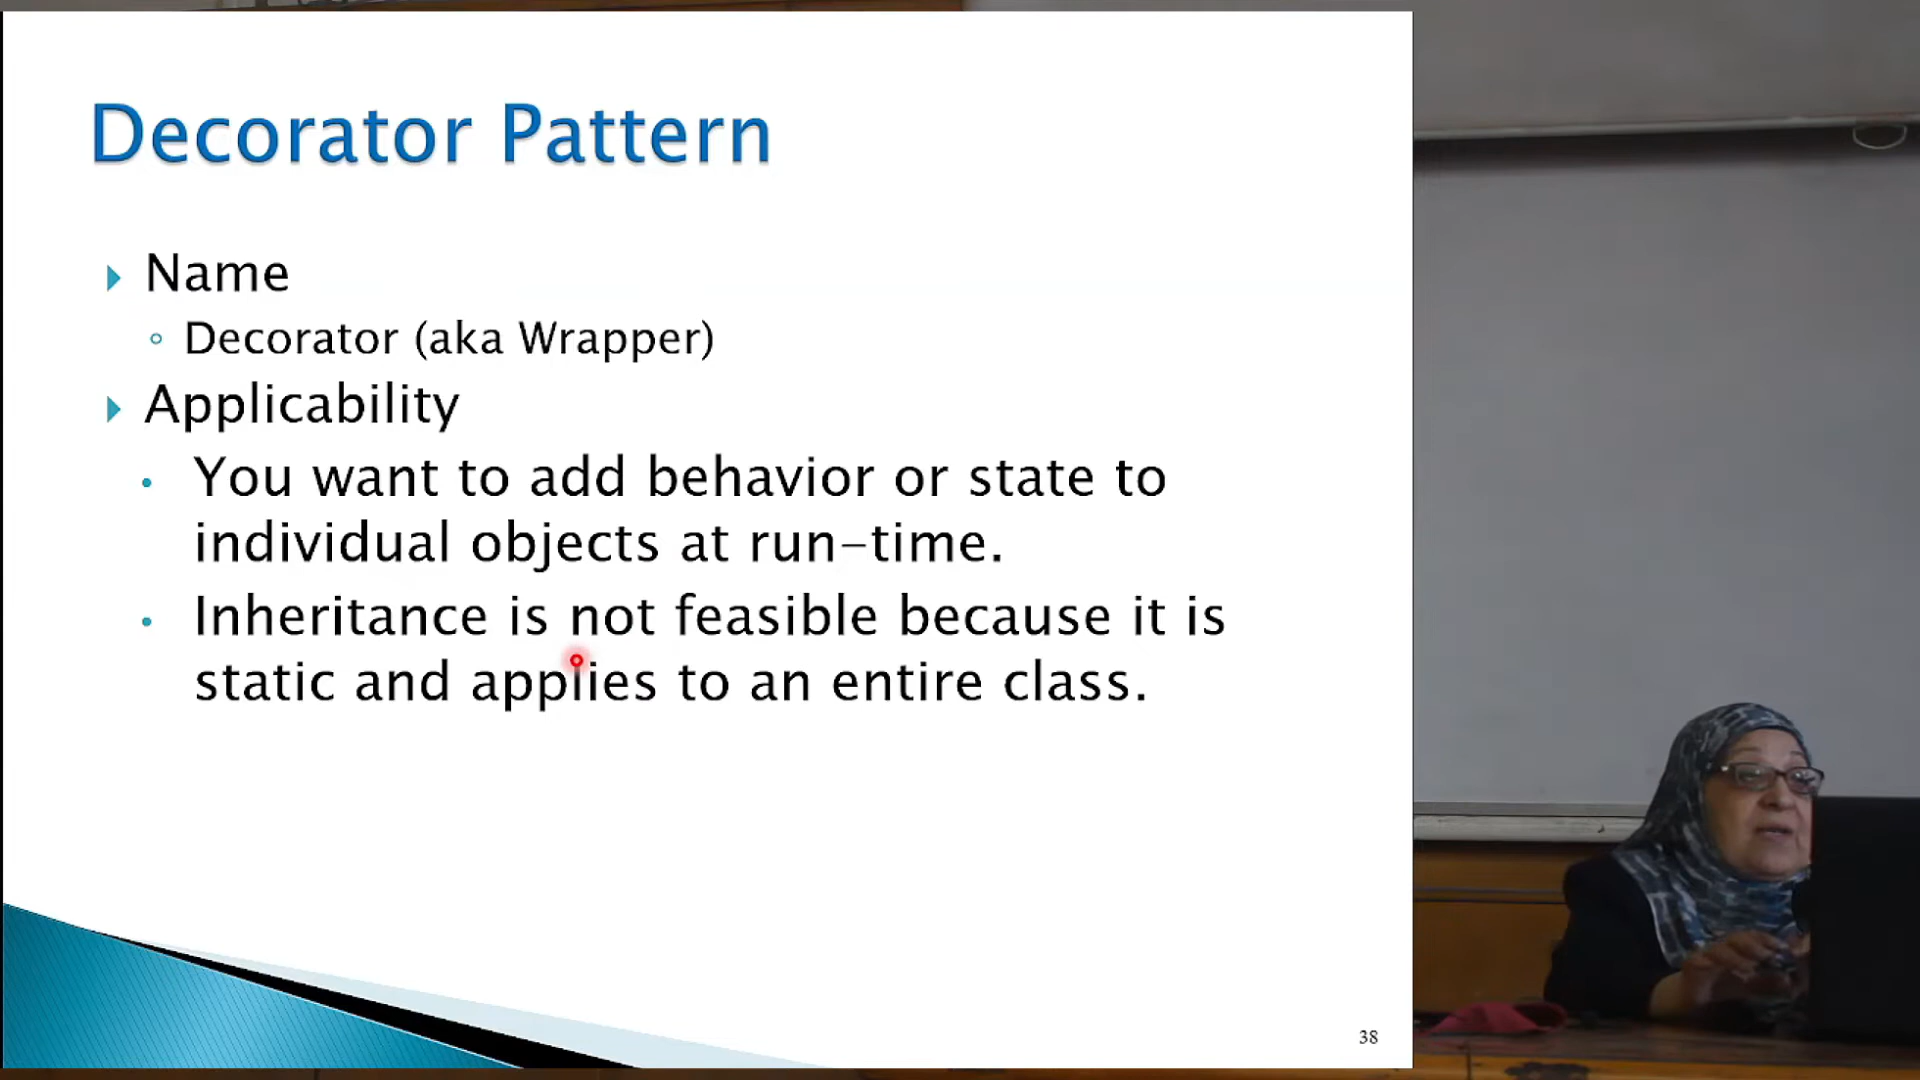 Decorator Pattern
Name
Decorator (aka Wrapper)
Applicability
You want to add behavior or state to
individual objects at run-time.
Inheritance is not feasible because it is
static and applies to an entire class.
38